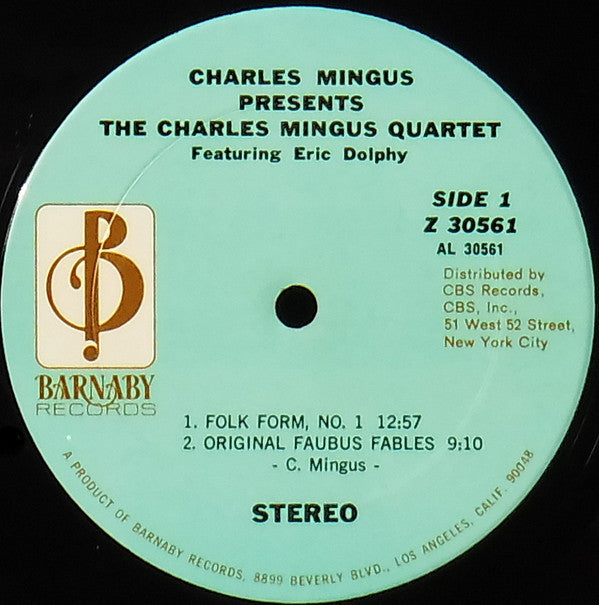 CHARLES MINGUS
PRESENTS
THE CHARLES MINGUS QUARTET
Featuring Eric Dolphy
SIDE 1
Z 30561
AL 30561
Distributed by
CBS Records,
CBS, Inc.,
51 West 52 Street,
New York City
B
BARNABY
RECORDS
1. FOLK FORM, NO. 1 12:57
2. ORIGINAL FAUBUS FABLES 9:10
- C. Mingus -
STEREO
A PRODUCT OF BARNABY RECORDS, 8899 BEVERLY BLVD., LOS ANGELES, CALIF. 90048